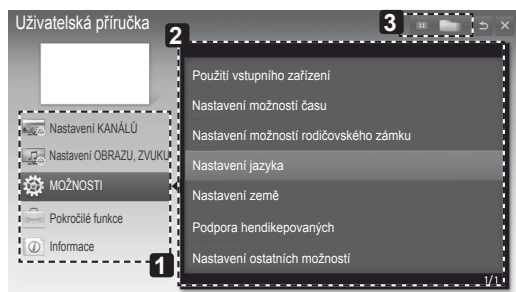 Uživatelská příručka
3
2
Použití vstupního zařízení
Nastavení možností času
Nastavení možností rodičovského zámku
Nastavení jazyka
Nastavení země
Podpora hendikepovaných
Nastavení ostatních možností
1/1
Nastavení KANÁLŮ
Nastavení OBRAZU, ZVUKU
MOŽNOSTI
Pokročilé funkce
Informace
1